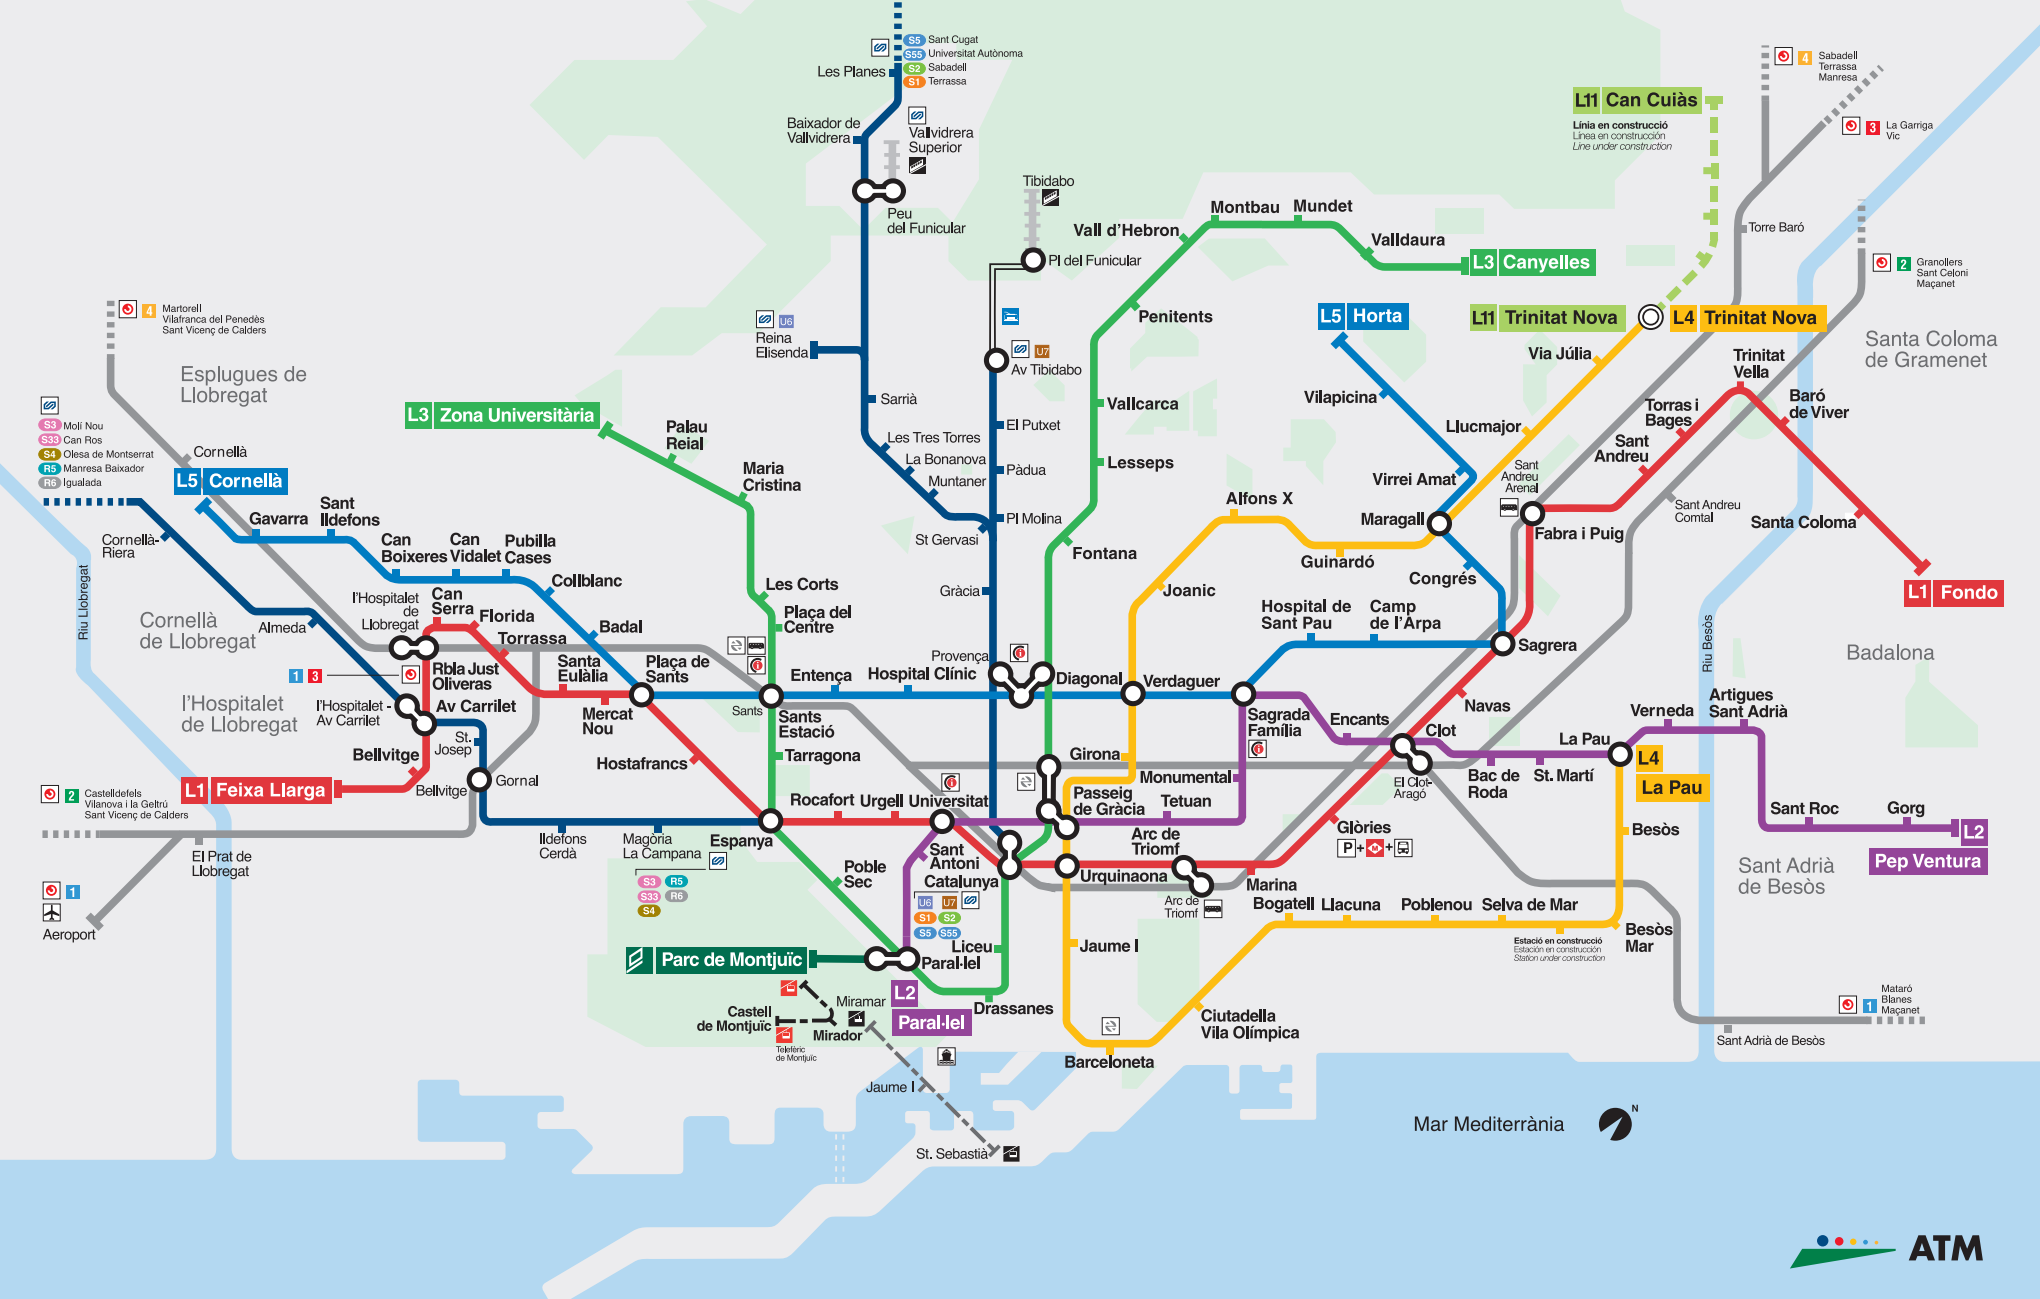 S5 Sant Cugat
S55 Universitat Autònoma
S2 Sabadell
S1 Terrassa
Les Planes
Baixador de
Vallvidrera
Vallvidrera
Superior
Peu
del Funicular
Tibidabo
Pl del Funicular
U7
Av Tibidabo
U6
Reina
Elisenda
Sarrià
Les Tres Torres
La Bonanova
Muntaner
St Gervasi
El Putxet
Pàdua
Pl Molina
Gràcia
Provença
4 Sabadell
Terrassa
Manresa
3 La Garriga
Vic
L11 Can Cuiàs
Línia en construcció
Línea en construcción
Line under construction
Torre Baró
2 Granollers
Sant Celoni
Maçanet
Montbau
Mundet
Vall d'Hebron
Valldaura
L3 Canyelles
Penitents
Vallcarca
Lesseps
Fontana
L5 Horta
L11 Trinitat Nova
L4 Trinitat Nova
Santa Coloma
de Gramenet
Via Júlia
Trinitat
Vella
Vilapicina
Torras i
Bages
Baró
de Viver
Llucmajor
Sant
Andreu
Sant
Andreu
Arenal
Virrei Amat
Sant Andreu
Comtal
Santa Coloma
Alfons X
Maragall
Fabra i Puig
Guinardó
Congrés
Joanic
L1 Fondo
Hospital de
Sant Pau
Camp
de l'Arpa
Sagrera
Riu Besòs
Badalona
4 Martorell
Vilafranca del Penedès
Sant Vicenç de Calders
Esplugues de
Llobregat
S3 Molí Nou
S33 Can Ros
S4 Olesa de Montserrat
R5 Manresa Baixador
R6 Igualada
Cornellà
L5 Cornellà
L3 Zona Universitària
Palau
Reial
Maria
Cristina
Les Corts
Plaça del
Centre
Gavarra
Sant
Ildefons
Can
Boixeres
Can
Vidalet
Pubilla
Cases
Collblanc
Badal
Cornellà-
Riera
Riu Llobregat
Cornellà
de Llobregat
Almeda
l'Hospitalet
de
Llobregat
Can
Serra
Florida
Torrassa
Santa
Eulàlia
Plaça de
Sants
Mercat
Nou
Rbla Just
Oliveras
1 3
l'Hospitalet
de Llobregat
l'Hospitalet -
Av Carrilet
Av Carrilet
St.
Josep
Bellvitge
Bellvitge
Gornal
L1 Feixa Llarga
2 Castelldefels
Vilanova i la Geltrú
Sant Vicenç de Calders
El Prat de
Llobregat
1
Aeroport
Ildefons
Cerdà
Magòria
La Campana
S3 R5
S33 R6
S4
Espanya
Hostafrancs
Sants
Sants
Estació
Tarragona
Entença
Hospital Clínic
Diagonal
Verdaguer
Sagrada
Família
Encants
Clot
Navas
El Clot-
Aragó
La Pau
L4
La Pau
Bac de
Roda
St. Martí
Verneda
Artigues
Sant Adrià
Sant Roc
Gorg
L2
Pep Ventura
Sant Adrià
de Besòs
Besòs
Besòs
Mar
Girona
Monumental
Passeig
de Gràcia
Tetuan
Rocafort
Urgell
Universitat
Sant
Antoni
Catalunya
U6 U7
S1 S2
S5 S55
Urquinaona
Arc de
Triomf
Arc de
Triomf
Glòries
P + M +
Marina
Bogatell
Llacuna
Poblenou
Selva de Mar
Estació en construcció
Estación en construcción
Station under construction
Poble
Sec
Liceu
Paral·lel
L2
Paral·lel
Drassanes
Jaume I
Barceloneta
Ciutadella
Vila Olímpica
Parc de Montjuïc
Castell
de Montjuïc
Telefèric
de Montjuïc
Mirador
Miramar
Jaume I
St. Sebastià
1 Mataró
Blanes
Maçanet
Sant Adrià de Besòs
Mar Mediterrània
N
ATM